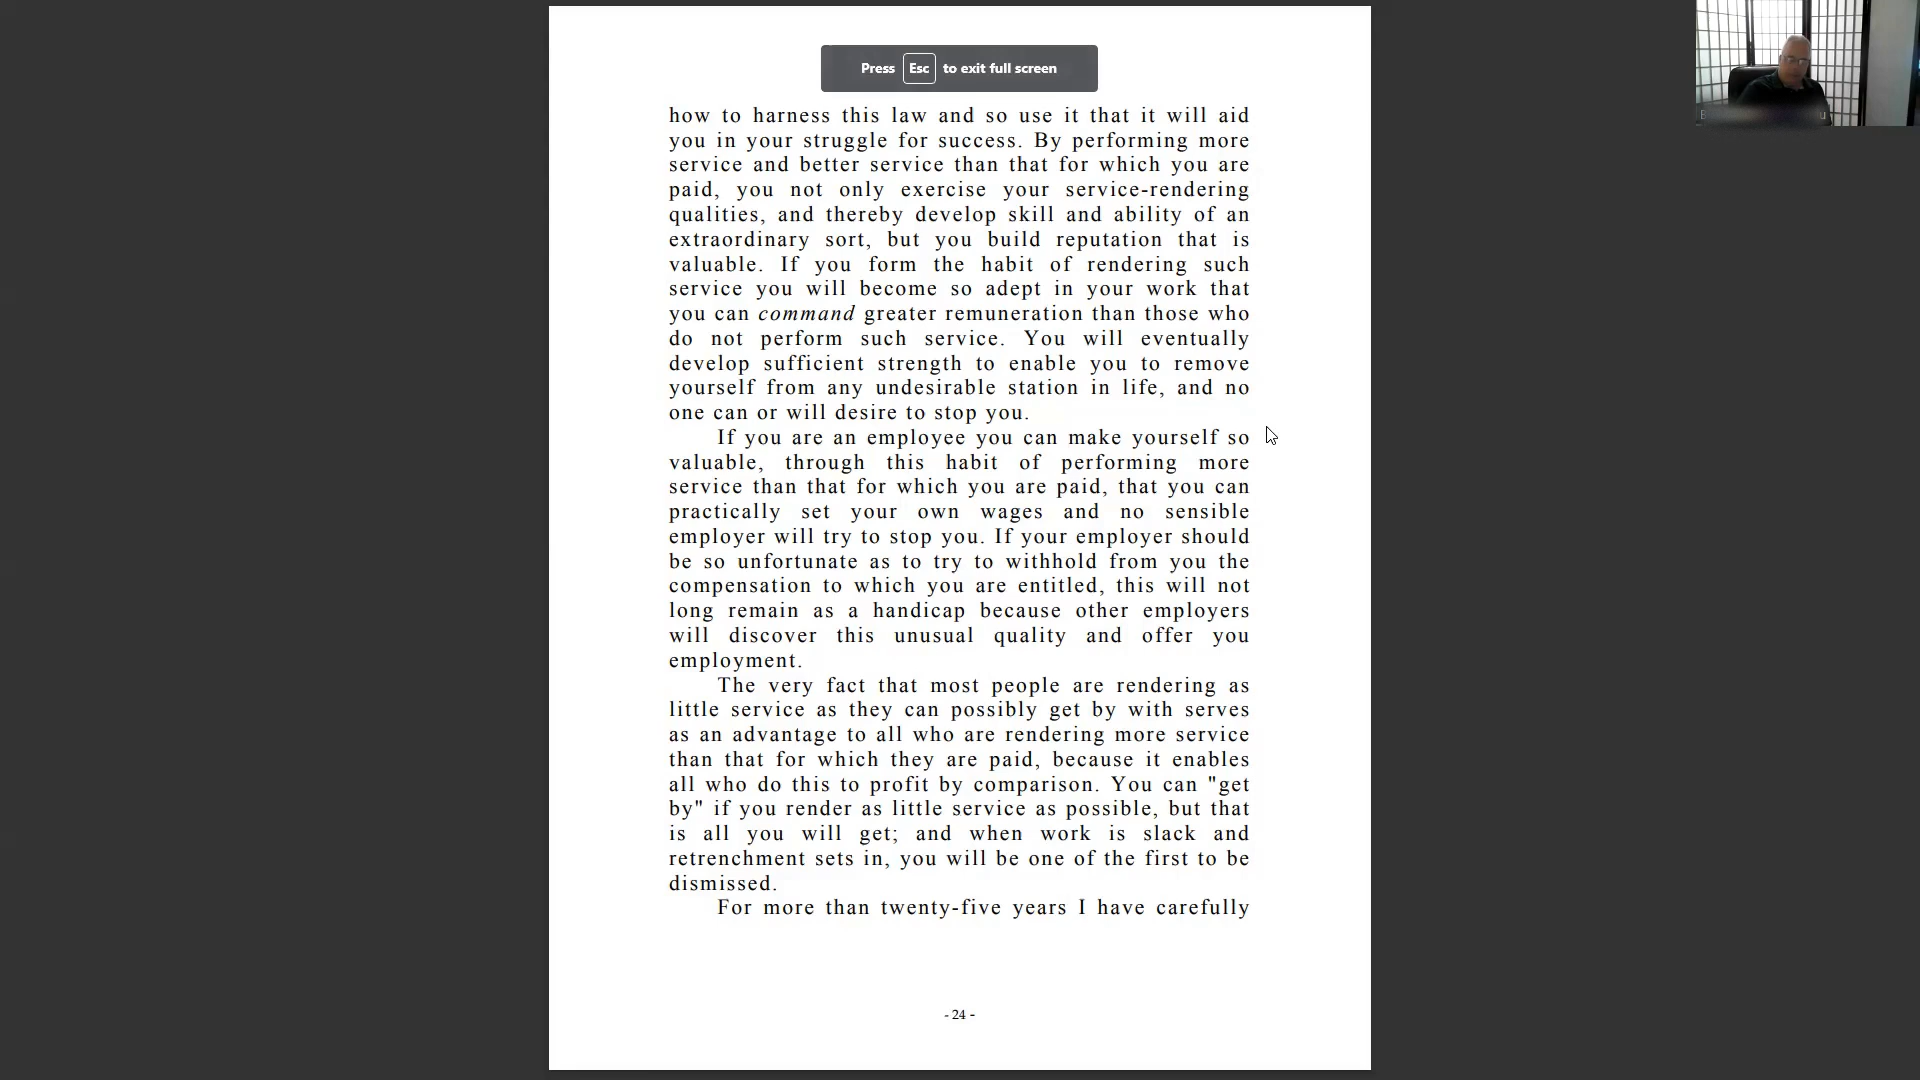 Press Esc to exit full screen
how to harness this law and so use it that it will aid
you in your struggle for success. By performing more
service and better service than that for which you are
paid, you not only exercise your service-rendering
qualities, and thereby develop skill and ability of an
extraordinary sort, but you build reputation that is
valuable. If you form the habit of rendering such
service you will become so adept in your work that
you can command greater remuneration than those who
do not perform such service. You will eventually
develop sufficient strength to enable you to remove
yourself from any undesirable station in life, and no
one can or will desire to stop you.
If you are an employee you can make yourself so
valuable, through this habit of performing more
service than that for which you are paid, that you can
practically set your own wages and no sensible
employer will try to stop you. If your employer should
be so unfortunate as to try to withhold from you the
compensation to which you are entitled, this will not
long remain as a handicap because other employers
will discover this unusual quality and offer you
employment.
The very fact that most people are rendering as
little service as they can possibly get by with serves
as an advantage to all who are rendering more service
than that for which they are paid, because it enables
all who do this to profit by comparison. You can "get
by" if you render as little service as possible, but that
is all you will get; and when work is slack and
retrenchment sets in, you will be one of the first to be
dismissed.
For more than twenty-five years I have carefully
- 24 -